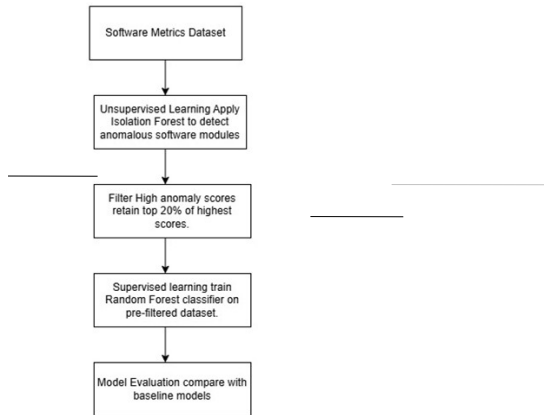 Software Metrics Dataset
Unsupervised Learning Apply
Isolation Forest to detect
anomalous software modules
Filter High anomaly scores
retain top 20% of highest
scores.
Supervised learning train
Random Forest classifier on
pre-filtered dataset.
Model Evaluation compare with
baseline models